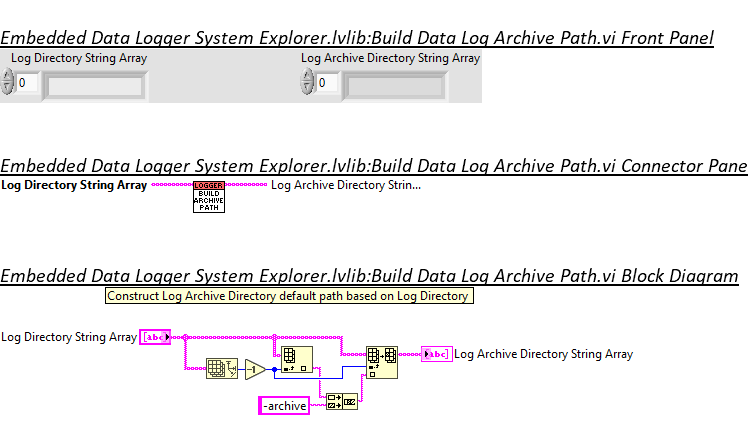 Embedded Data Logger System Explorer.lvlib:Build Data Log Archive Path.vi Front Panel
Log Directory String Array
Log Archive Directory String Array
0
0
Embedded Data Logger System Explorer.lvlib:Build Data Log Archive Path.vi Connector Pane
Log Directory String Array
LOGGER
BUILD
ARCHIVE
PATH
Log Archive Directory Strin...
Embedded Data Logger System Explorer.lvlib:Build Data Log Archive Path.vi Block Diagram
Construct Log Archive Directory default path based on Log Directory
Log Directory String Array
abc
abc
Log Archive Directory String Array
-1
-archive